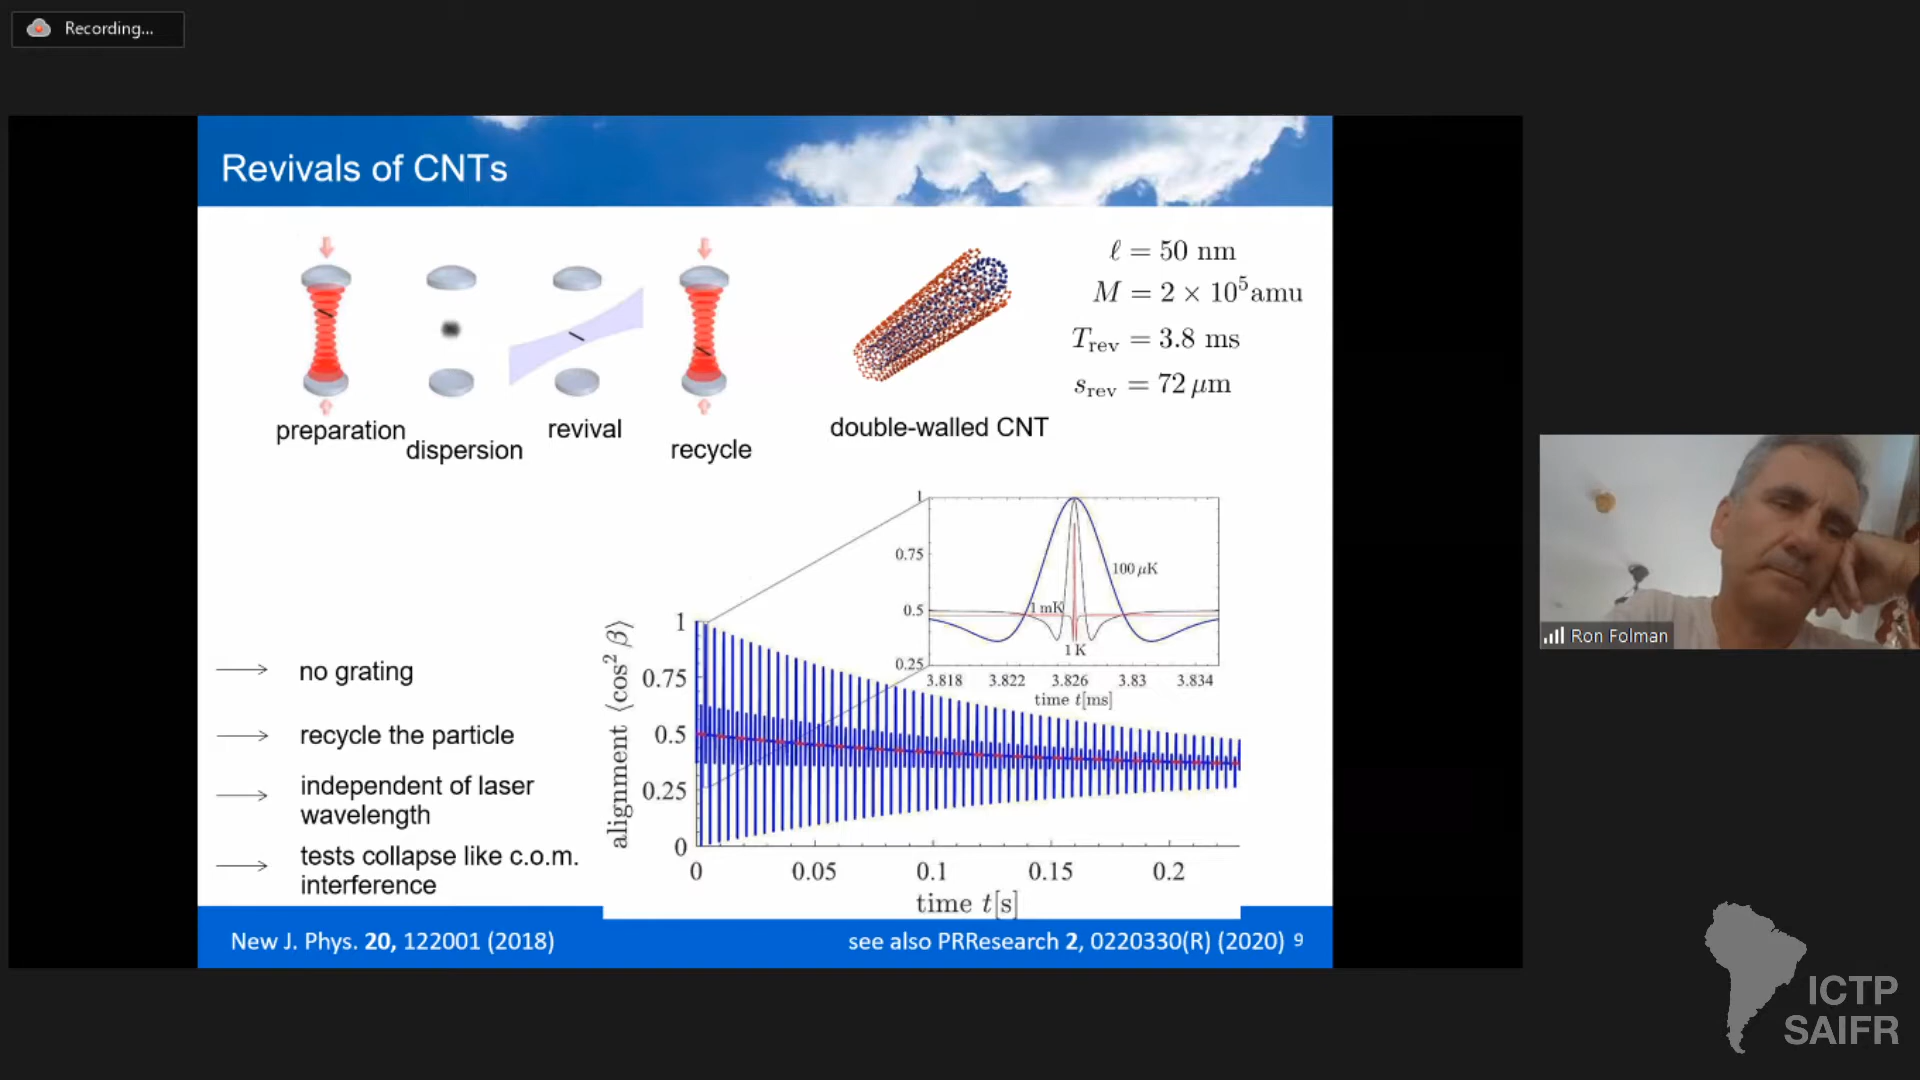 Recording...
Revivals of CNTs
preparation
dispersion
revival
recycle
double-walled CNT
ℓ = 50 nm
M = 2 × 10⁵amu
T_rev = 3.8 ms
s_rev = 72 μm
no grating
recycle the particle
independent of laser
wavelength
tests collapse like c.o.m.
interference
alignment ⟨cos² β⟩
1
0.75
0.5
0.25
0
0 0.05 0.1 0.15 0.2
time t[s]
1
0.75
0.5
0.25
100 μK
1 mK
1 K
3.818 3.822 3.826 3.83 3.834
time t[ms]
New J. Phys. 20, 122001 (2018)
see also PRResearch 2, 0220330(R) (2020) 9
Ron Folman
ICTP
SAIFR